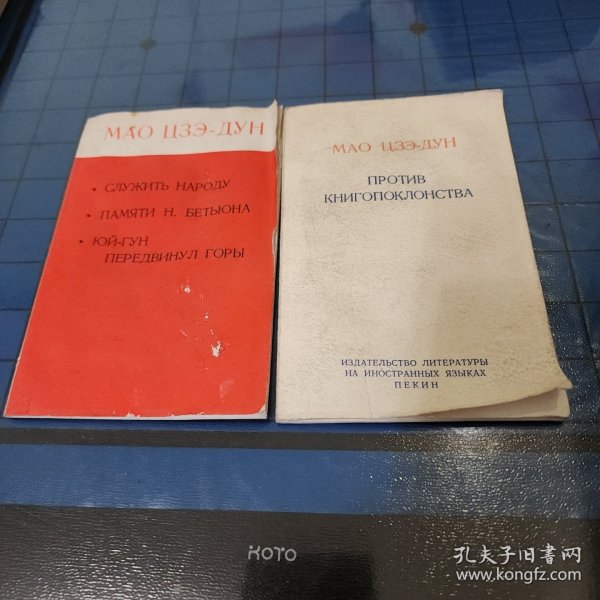 МАО ЦЗЭ-ДУН
• СЛУЖИТЬ НАРОДУ
• ПАМЯТИ Н. БЕТЬЮНА
• ЮЙ-ГУН
ПЕРЕДВИНУЛ ГОРЫ
МАО ЦЗЭ-ДУН
ПРОТИВ
КНИГОПОКЛОНСТВА
ИЗДАТЕЛЬСТВО ЛИТЕРАТУРЫ
НА ИНОСТРАННЫХ ЯЗЫКАХ
ПЕКИН
XOTO
孔夫子旧书网
www.kongfz.com